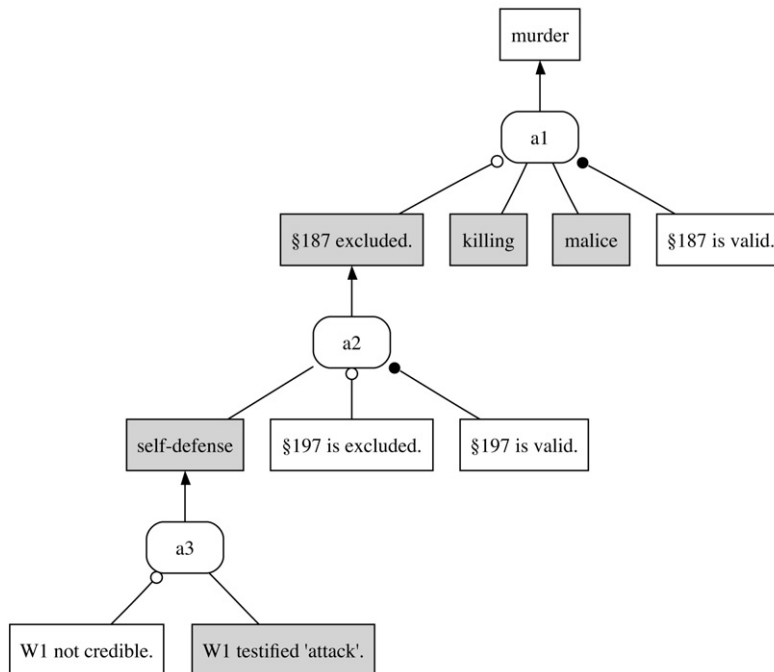 murder
a1
§187 excluded.
killing
malice
§187 is valid.
a2
self-defense
§197 is excluded.
§197 is valid.
a3
W1 not credible.
W1 testified 'attack'.